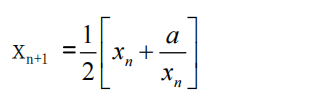 Xₙ₊₁ = 1/2 [xₙ + a/xₙ]